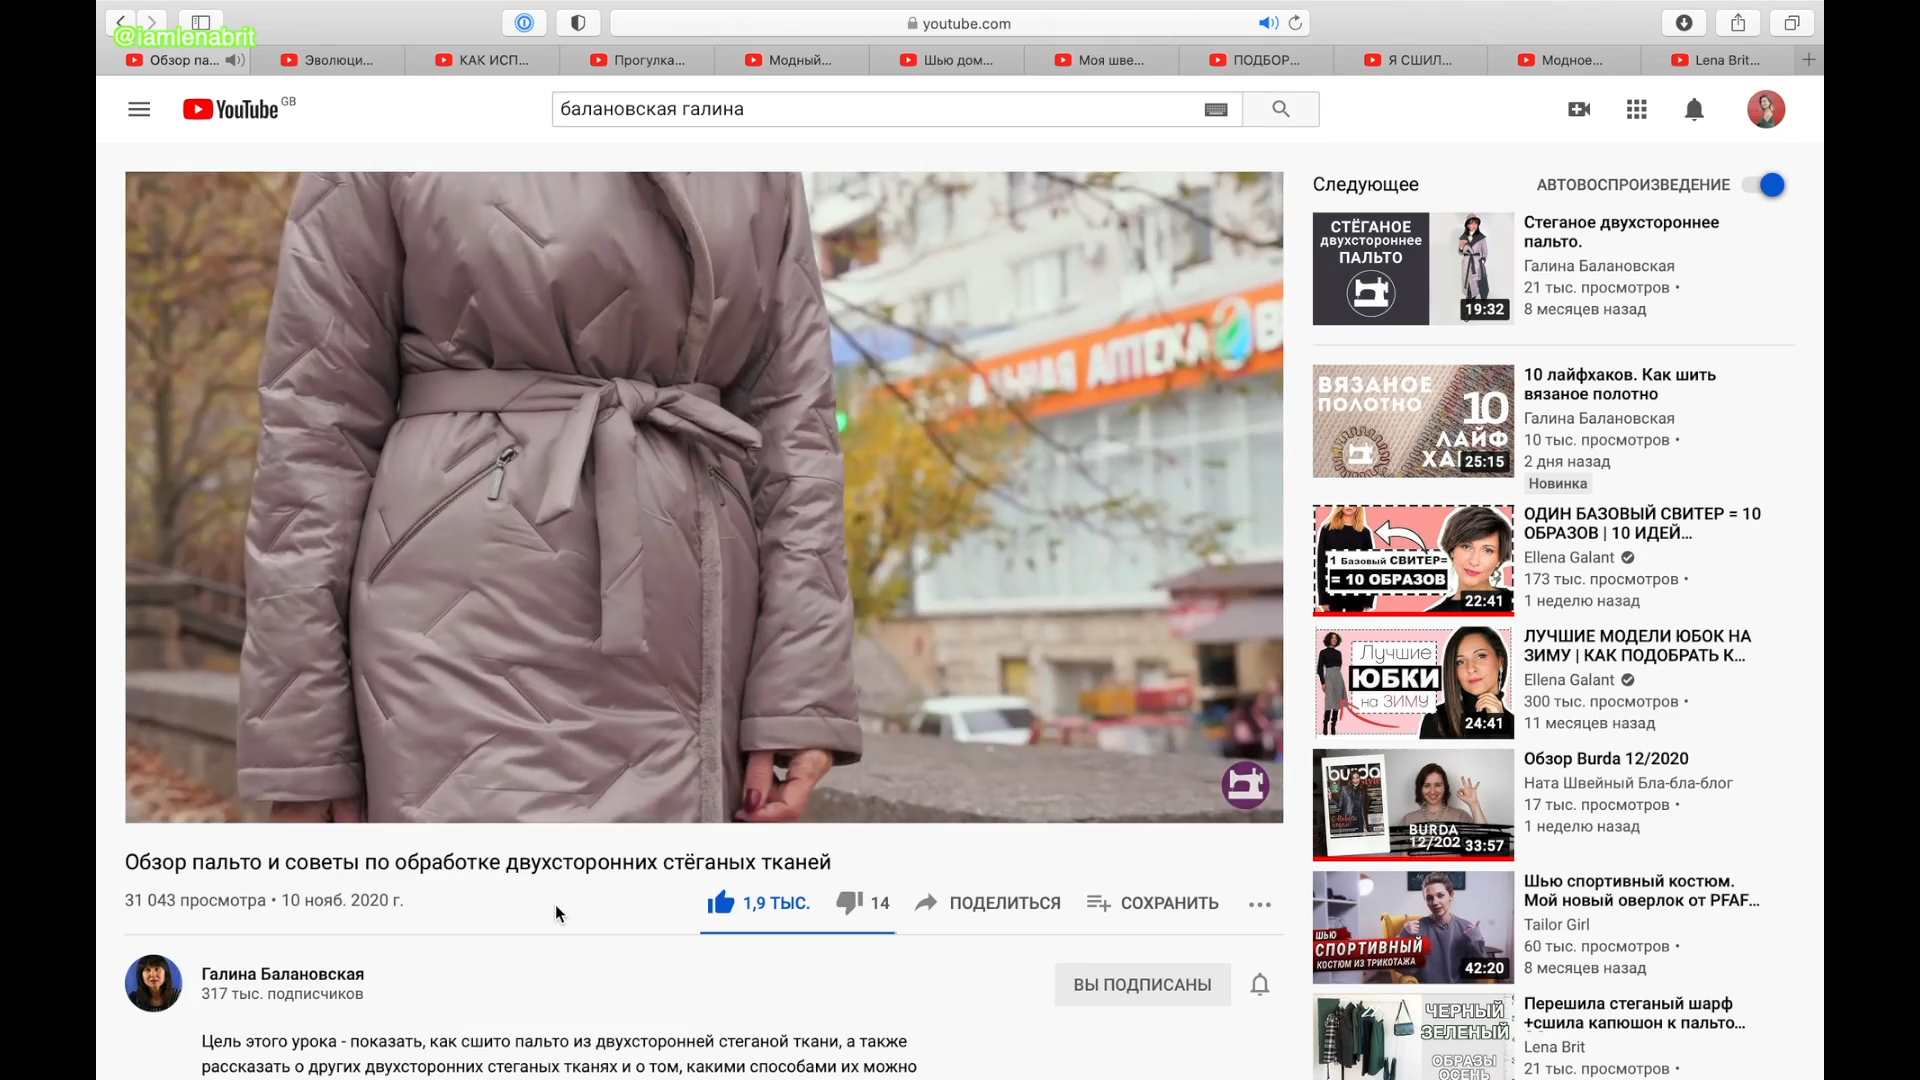 @iamlenabrit
youtube.com
Обзор па...
Эволюци...
КАК ИСП...
Прогулка...
Модный...
Шью дом...
Моя шве...
ПОДБОР...
Я СШИЛ...
Модное...
Lena Brit...
YouTube GB
балановская галина
АЛЬНАЯ АПТЕКА
Обзор пальто и советы по обработке двухсторонних стёганых тканей
31 043 просмотра • 10 нояб. 2020 г.
1,9 ТЫС.
14
ПОДЕЛИТЬСЯ
СОХРАНИТЬ
Галина Балановская
317 тыс. подписчиков
ВЫ ПОДПИСАНЫ
Цель этого урока - показать, как сшито пальто из двухсторонней стеганой ткани, а также
рассказать о других двухсторонних стеганых тканях и о том, какими способами их можно
Следующее
АВТОВОСПРОИЗВЕДЕНИЕ
СТЁГАНОЕ
двухстороннее
ПАЛЬТО
19:32
Стеганое двухстороннее
пальто.
Галина Балановская
21 тыс. просмотров •
8 месяцев назад
ВЯЗАНОЕ
ПОЛОТНО
10
ЛАЙФ
ХА
25:15
10 лайфхаков. Как шить
вязаное полотно
Галина Балановская
10 тыс. просмотров •
2 дня назад
Новинка
1 Базовый СВИТЕР=
= 10 ОБРАЗОВ
22:41
ОДИН БАЗОВЫЙ СВИТЕР = 10
ОБРАЗОВ | 10 ИДЕЙ...
Ellena Galant
173 тыс. просмотров •
1 неделю назад
Лучшие
ЮБКИ
на ЗИМУ
24:41
ЛУЧШИЕ МОДЕЛИ ЮБОК НА
ЗИМУ | КАК ПОДОБРАТЬ К...
Ellena Galant
300 тыс. просмотров •
11 месяцев назад
burda
BURDA
12/202
33:57
Обзор Burda 12/2020
Ната Швейный Бла-бла-блог
17 тыс. просмотров •
1 неделю назад
ШЬЮ
СПОРТИВНЫЙ
КОСТЮМ ИЗ ТРИКОТАЖА
42:20
Шью спортивный костюм.
Мой новый оверлок от PFAF...
Tailor Girl
60 тыс. просмотров •
8 месяцев назад
ЧЕРНЫЙ
ЗЕЛЕНЫЙ
ОБРАЗЫ
ОСЕНЬ
Перешила стеганый шарф
+сшила капюшон к пальто...
Lena Brit
21 тыс. просмотров •